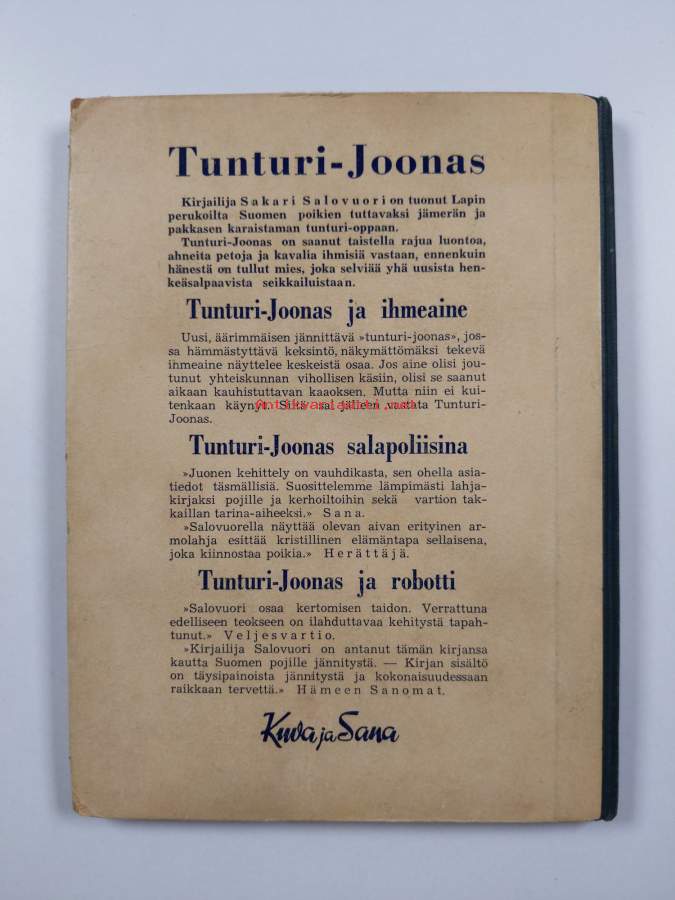 Tunturi-Joonas
Kirjailija Sakari Salovuori on tuonut Lapin
perukoilta Suomen poikien tuttavaksi jämerän ja
pakkasen karaistaman tunturi-oppaan.
Tunturi-Joonas on saanut taistella rajua luontoa,
ahneita petoja ja kavalia ihmisiä vastaan, ennenkuin
hänestä on tullut mies, joka selviää yhä uusista hen-
keäsalpaavista seikkailuistaan.
Tunturi-Joonas ja ihmeaine
Uusi, äärimmäisen jännittävä »tunturi-joonas», jos-
sa hämmästyttävä keksintö, näkymättömäksi tekevä
ihmeaine näyttelee keskeistä osaa. Jos aine olisi jou-
tunut yhteiskunnan vihollisen käsiin, olisi se saanut
aikaan kauhistuttavan kaaoksen. Mutta niin ei kui-
tenkaan käynyt. Siitä sai jälleen vastata Tunturi-
Joonas.
Antikvariaatti.net
Tunturi-Joonas salapoliisina
»Juonen kehittely on vauhdikasta, sen ohella asia-
tiedot täsmällisiä. Suosittelemme lämpimästi lahja-
kirjaksi pojille ja kerhoiltoihin sekä vartion tak-
kaillan tarina-aiheeksi.» Sana.
»Salovuorella näyttää olevan aivan erityinen ar-
molahja esittää kristillinen elämäntapa sellaisena,
joka kiinnostaa poikia.» Herättäjä.
Tunturi-Joonas ja robotti
»Salovuori osaa kertomisen taidon. Verrattuna
edelliseen teokseen on ilahduttavaa kehitystä tapah-
tunut.» Veljesvartio.
»Kirjailija Salovuori on antanut tämän kirjansa
kautta Suomen pojille jännitystä. — Kirjan sisältö
on täysipainoista jännitystä ja kokonaisuudessaan
raikkaan tervettä.» Hämeen Sanomat.
Kuva ja Sana